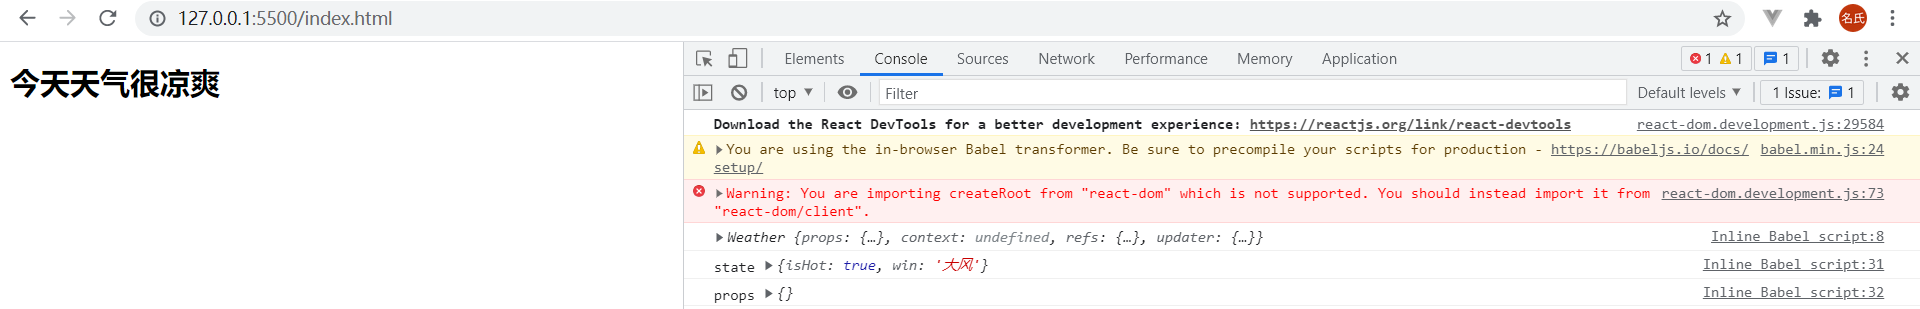 127.0.0.1:5500/index.html
名氏
今天天气很凉爽
Elements Console Sources Network Performance Memory Application 1 1 1
top Filter Default levels 1 Issue: 1
Download the React DevTools for a better development experience: https://reactjs.org/link/react-devtools react-dom.development.js:29584
You are using the in-browser Babel transformer. Be sure to precompile your scripts for production - https://babeljs.io/docs/ babel.min.js:24
setup/
Warning: You are importing createRoot from "react-dom" which is not supported. You should instead import it from react-dom.development.js:73
"react-dom/client".
Weather {props: {…}, context: undefined, refs: {…}, updater: {…}} Inline Babel script:8
state {isHot: true, win: '大风'} Inline Babel script:31
props {} Inline Babel script:32